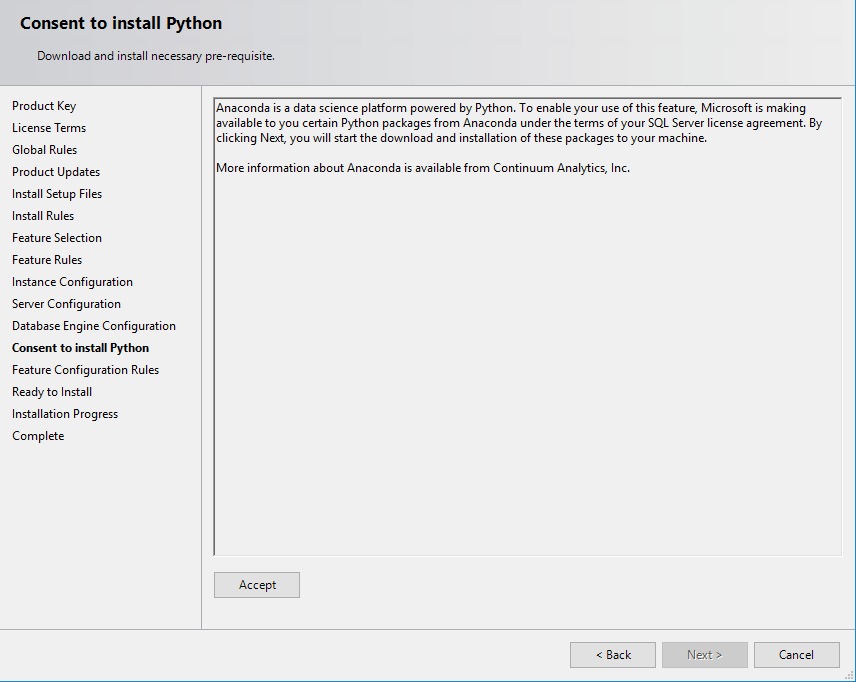 Consent to install Python
Download and install necessary pre-requisite.
Product Key
License Terms
Global Rules
Product Updates
Install Setup Files
Install Rules
Feature Selection
Feature Rules
Instance Configuration
Server Configuration
Database Engine Configuration
Consent to install Python
Feature Configuration Rules
Ready to Install
Installation Progress
Complete
Anaconda is a data science platform powered by Python. To enable your use of this feature, Microsoft is making
available to you certain Python packages from Anaconda under the terms of your SQL Server license agreement. By
clicking Next, you will start the download and installation of these packages to your machine.
More information about Anaconda is available from Continuum Analytics, Inc.
Accept
< Back
Next >
Cancel